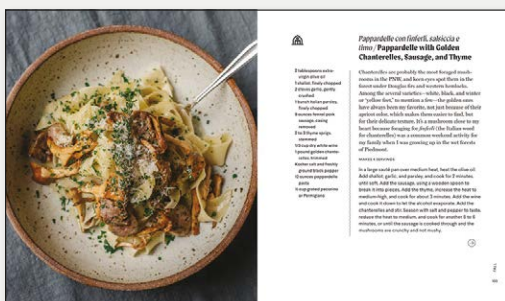 Pappardelle con finferli, salsiccia e
timo / Pappardelle with Golden
Chanterelles, Sausage, and Thyme
2 tablespoons extra-
virgin olive oil
1 shallot, finely chopped
2 cloves garlic, gently
crushed
1 bunch Italian parsley,
finely chopped
8 ounces fennel pork
sausage, casing
removed
2 to 3 thyme sprigs,
stemmed
1/2 cup dry white wine
1 pound golden chante-
relles, trimmed
Kosher salt and freshly
ground black pepper
12 ounces pappardelle
pasta
grated pecorino
or Parmigiano
Chanterelles are probably the most foraged mush-
rooms in the PNW, and keen eyes spot them in the
forest under Douglas firs and western hemlocks.
Among the several varieties—white, black, and winter
or “yellow foot,” to mention a few—the golden ones
have always been my favorite, not just because of their
apricot color, which makes them easier to find, but
for their delicate texture. It’s a mushroom close to my
heart because foraging for finferli (the Italian word
for chanterelles) was a common weekend activity for
my family when I was growing up in the wet forests
of Piedmont.
MAKES 4 SERVINGS
In a large sauté pan over medium heat, heat the olive oil.
Add shallot, garlic, and parsley, and cook for 2 minutes,
until soft. Add the sausage, using a wooden spoon to
break it into pieces. Add the thyme, increase the heat to
medium-high, and cook for about 3 minutes. Add the wine
and cook it down to let the alcohol evaporate. Add the
chanterelles and stir. Season with salt and pepper to taste,
reduce the heat to medium, and cook for another 5 to 6
minutes, or until the sausage is cooked through and the
mushrooms are crunchy and not mushy.
FALL